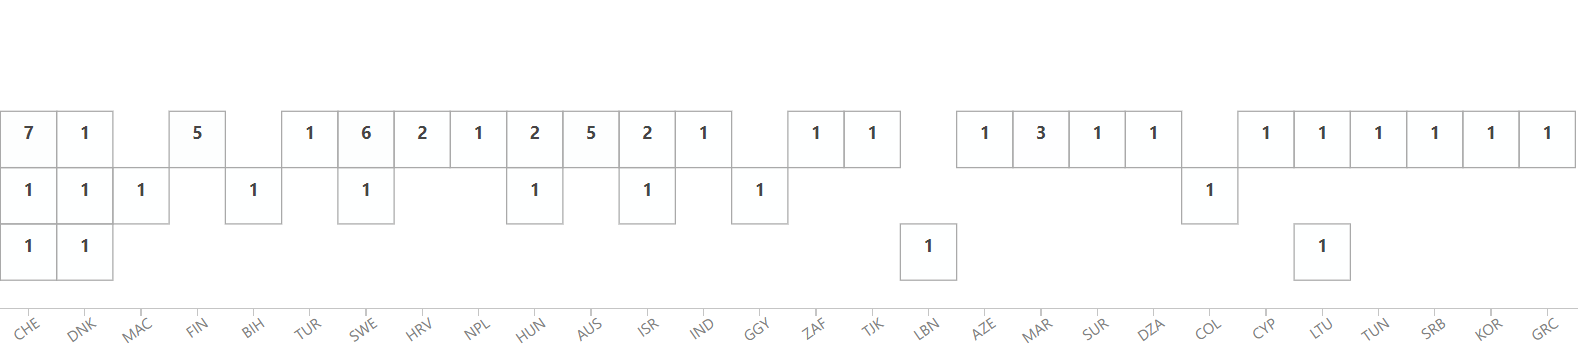 7 1 5 1 6 2 1 2 5 2 1 1 1 1 3 1 1 1 1 1 1 1 1
1 1 1 1 1 1 1 1 1
1 1 1 1
CHE DNK MAC FIN BIH TUR SWE HRV NPL HUN AUS ISR IND GGY ZAF TJK LBN AZE MAR SUR DZA COL CYP LTU TUN SRB KOR GRC